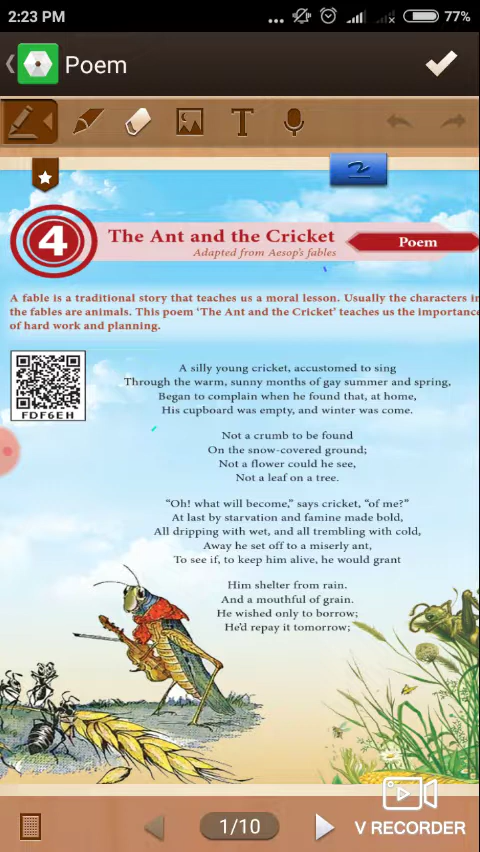 2:23 PM
77%
Poem
T
4
The Ant and the Cricket
Poem
Adapted from Aesop's fables
A fable is a traditional story that teaches us a moral lesson. Usually the characters in
the fables are animals. This poem ‘The Ant and the Cricket’ teaches us the importance
of hard work and planning.
FDF6EH
A silly young cricket, accustomed to sing
Through the warm, sunny months of gay summer and spring,
Began to complain when he found that, at home,
His cupboard was empty, and winter was come.
Not a crumb to be found
On the snow-covered ground;
Not a flower could he see,
Not a leaf on a tree.
“Oh! what will become,” says cricket, “of me?”
At last by starvation and famine made bold,
All dripping with wet, and all trembling with cold,
Away he set off to a miserly ant,
To see if, to keep him alive, he would grant
Him shelter from rain.
And a mouthful of grain.
He wished only to borrow;
He’d repay it tomorrow;
1/10
V RECORDER